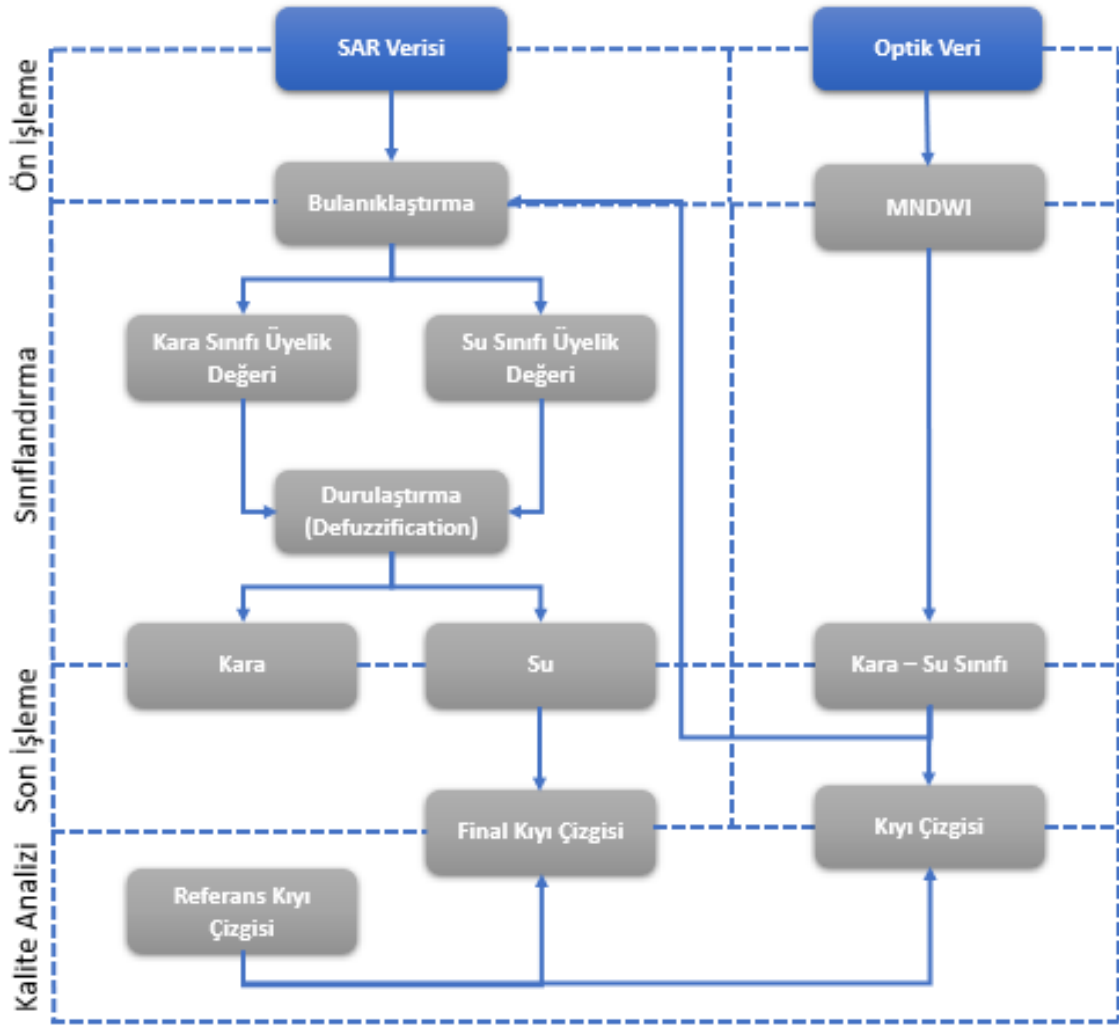 SAR Verisi
Optik Veri
Ön İşleme
Bulanıklaştırma
MNDWI
Kara Sınıfı Üyelik
Değeri
Su Sınıfı Üyelik
Değeri
Sınıflandırma
Durulaştırma
(Defuzzification)
Kara
Su
Kara – Su Sınıfı
Son İşleme
Final Kıyı Çizgisi
Kıyı Çizgisi
Kalite Analizi
Referans Kıyı
Çizgisi